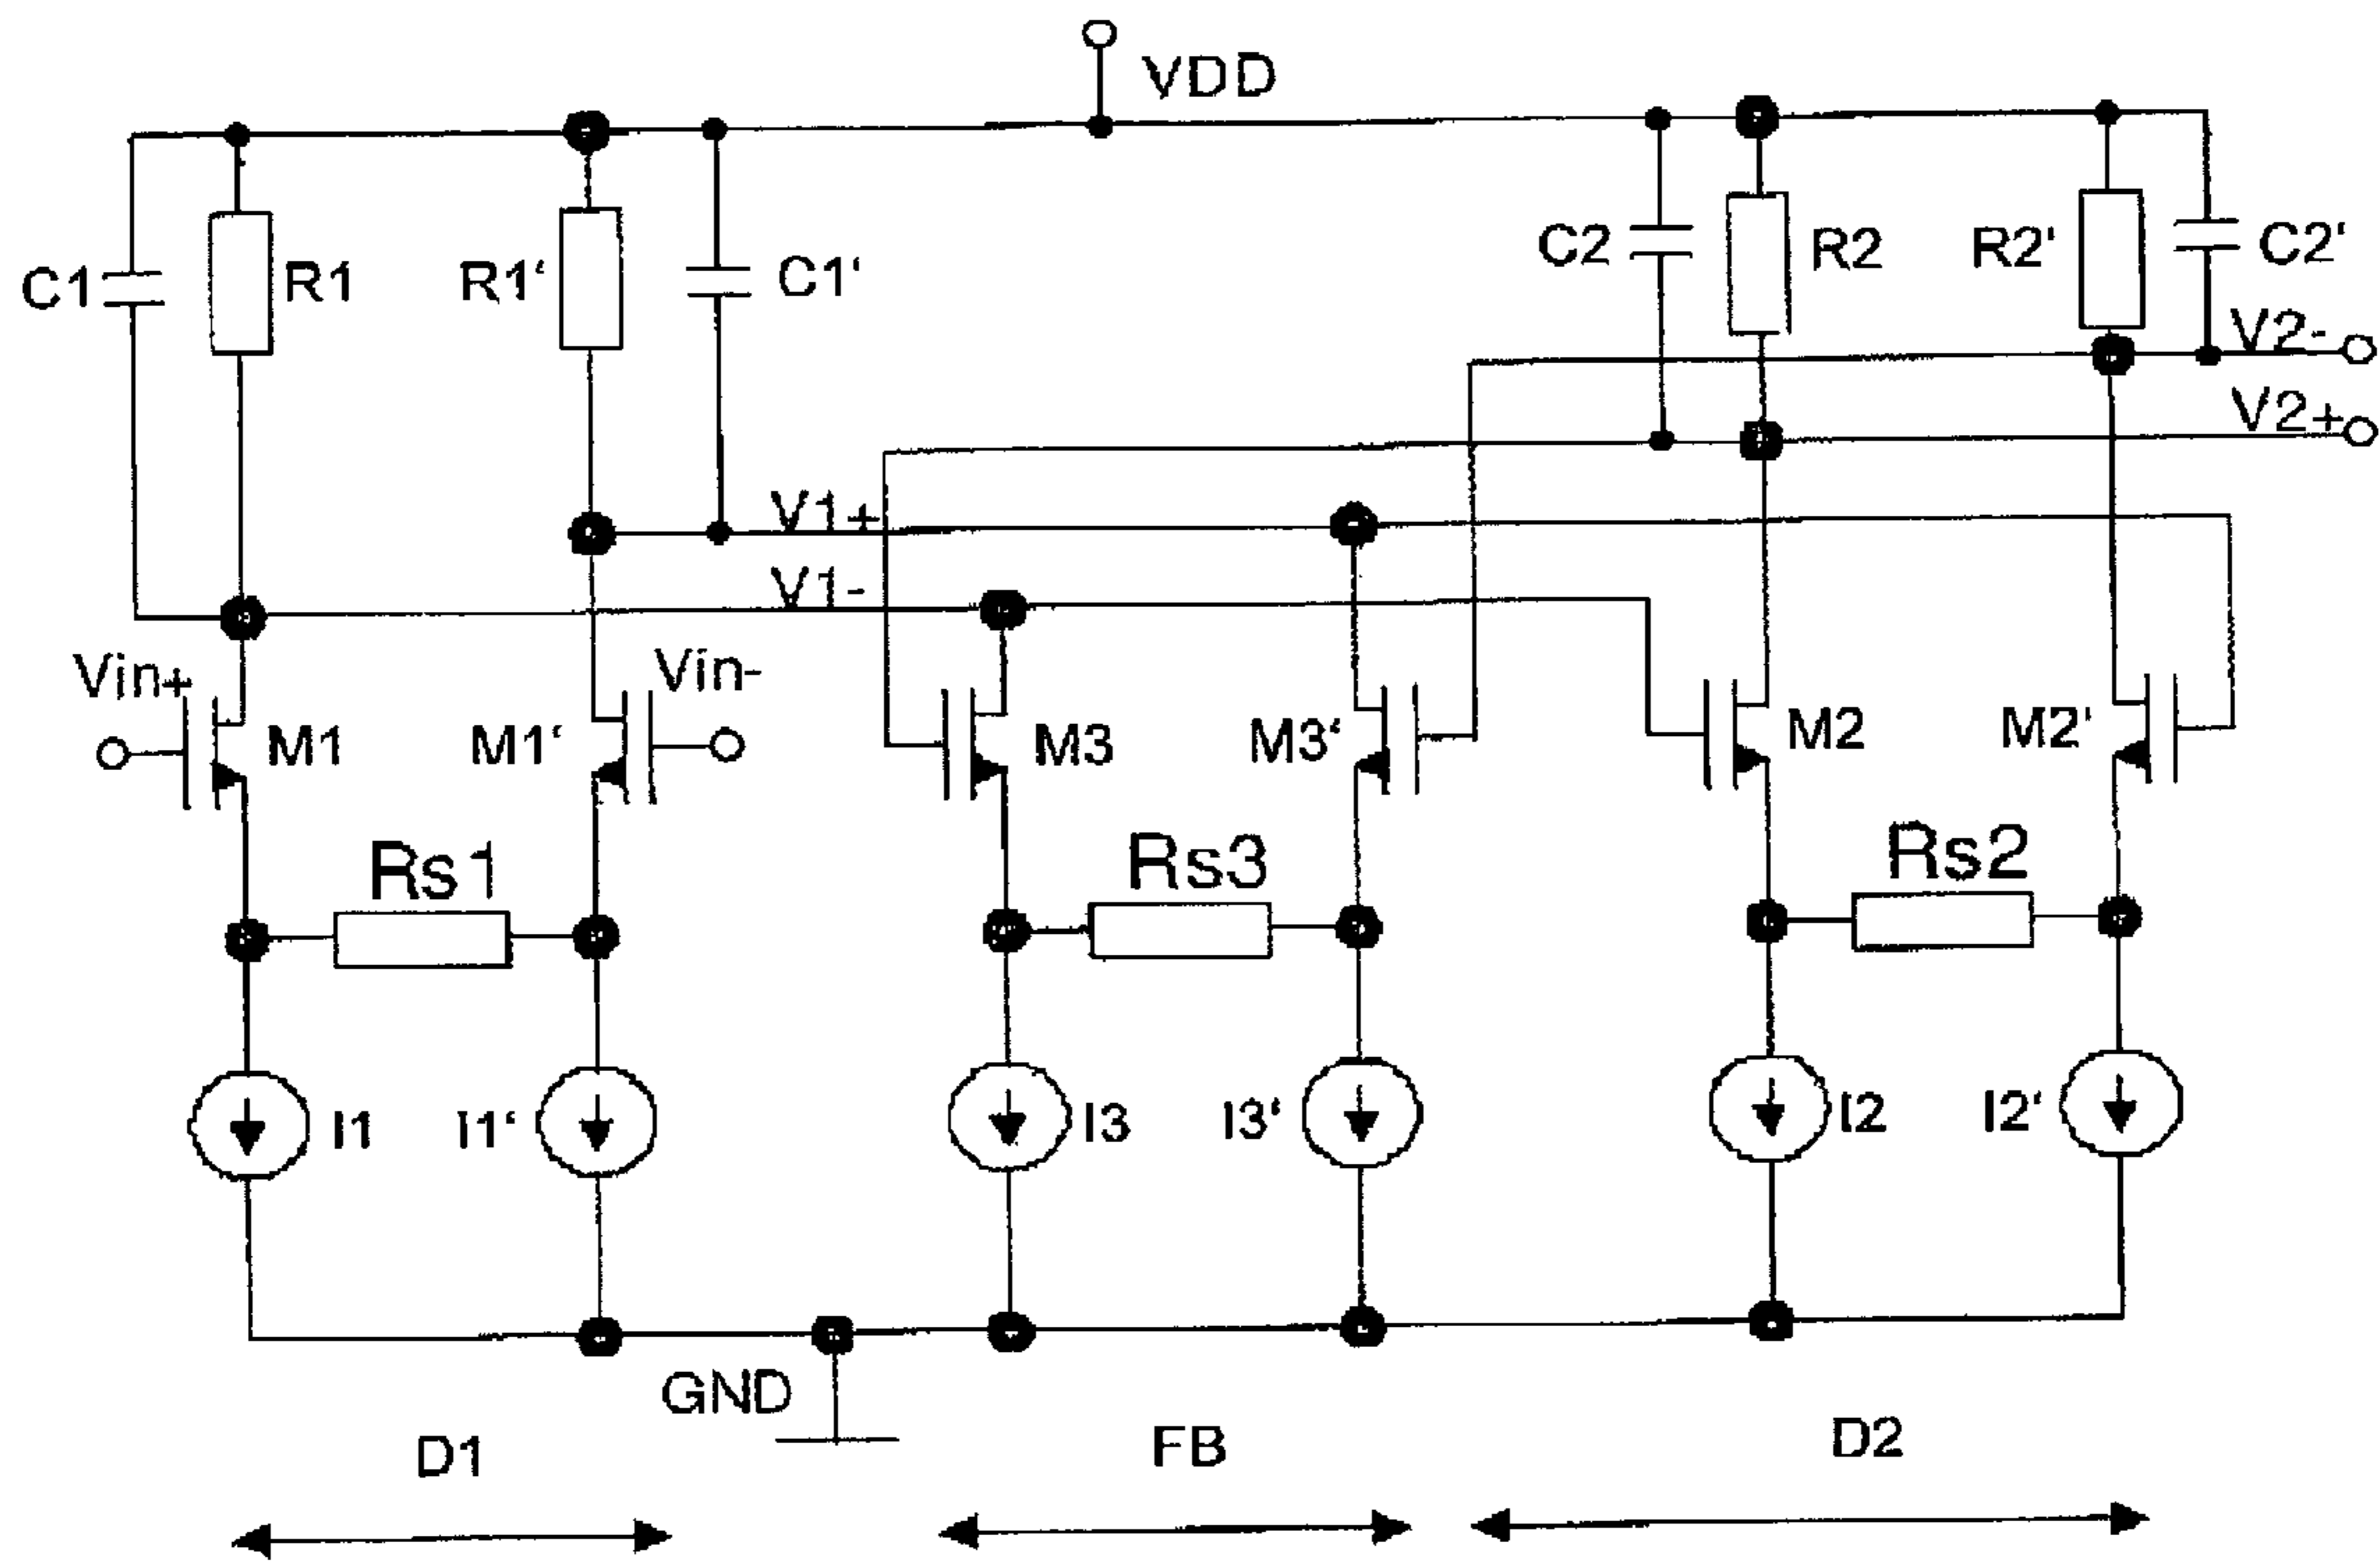 VDD
C1
R1
R1‘
C1‘
C2
R2
R2'
C2'
V2-
V2+
V1+
V1-
Vin+
Vin-
M1
M1‘
M3
M3‘
M2
M2'
Rs1
Rs3
Rs2
I1
I1‘
I3
I3‘
I2
I2'
GND
D1
FB
D2